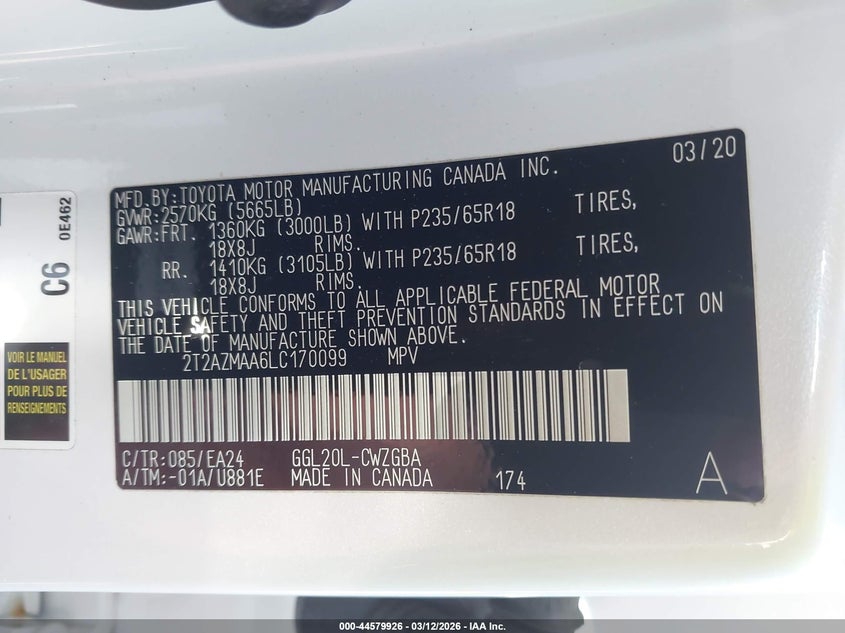 MFD.BY:TOYOTA MOTOR MANUFACTURING CANADA INC. 03/20
GVWR:2570KG (5665LB)
GAWR:FRT. 1360KG (3000LB) WITH P235/65R18 TIRES,
18X8J RIMS.
RR. 1410KG (3105LB) WITH P235/65R18 TIRES,
18X8J RIMS.
THIS VEHICLE CONFORMS TO ALL APPLICABLE FEDERAL MOTOR
VEHICLE SAFETY AND THEFT PREVENTION STANDARDS IN EFFECT ON
THE DATE OF MANUFACTURE SHOWN ABOVE.
2T2AZMAA6LC170099 MPV
C/TR:085/EA24 GGL20L-CWZGBA
A/TM:-01A/U881E MADE IN CANADA 174 A
C6
0E462
VOIR LE MANUEL
DE L'USAGER
POUR PLUS DE
RENSEIGNEMENTS
000-44579926 | 03/12/2026 | IAA Inc.